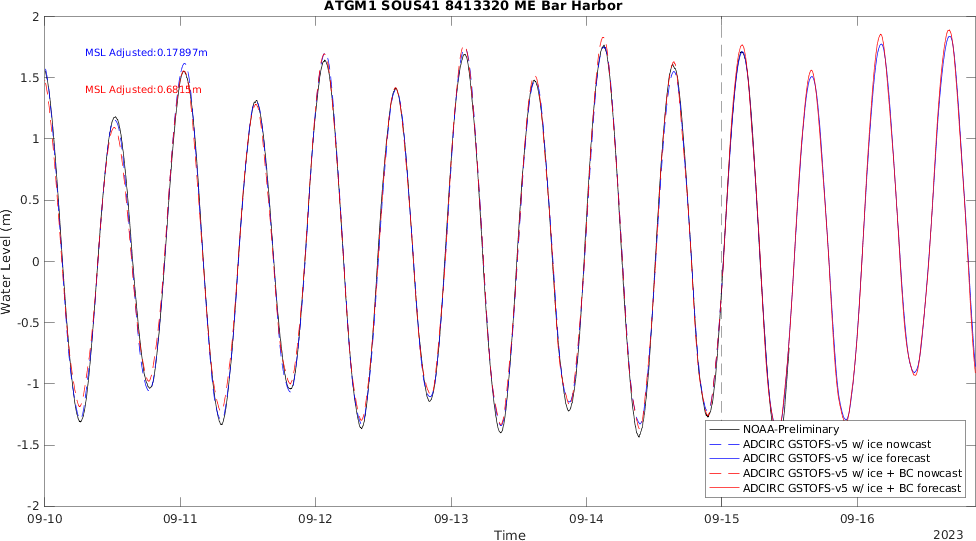 ATGM1 SOUS41 8413320 ME Bar Harbor
MSL Adjusted:0.17897m
MSL Adjusted:0.6815m
Water Level (m)
2
1.5
1
0.5
0
-0.5
-1
-1.5
-2
NOAA-Preliminary
ADCIRC GSTOFS-v5 w/ ice nowcast
ADCIRC GSTOFS-v5 w/ ice forecast
ADCIRC GSTOFS-v5 w/ ice + BC nowcast
ADCIRC GSTOFS-v5 w/ ice + BC forecast
09-10 09-11 09-12 09-13 09-14 09-15 09-16
Time
2023